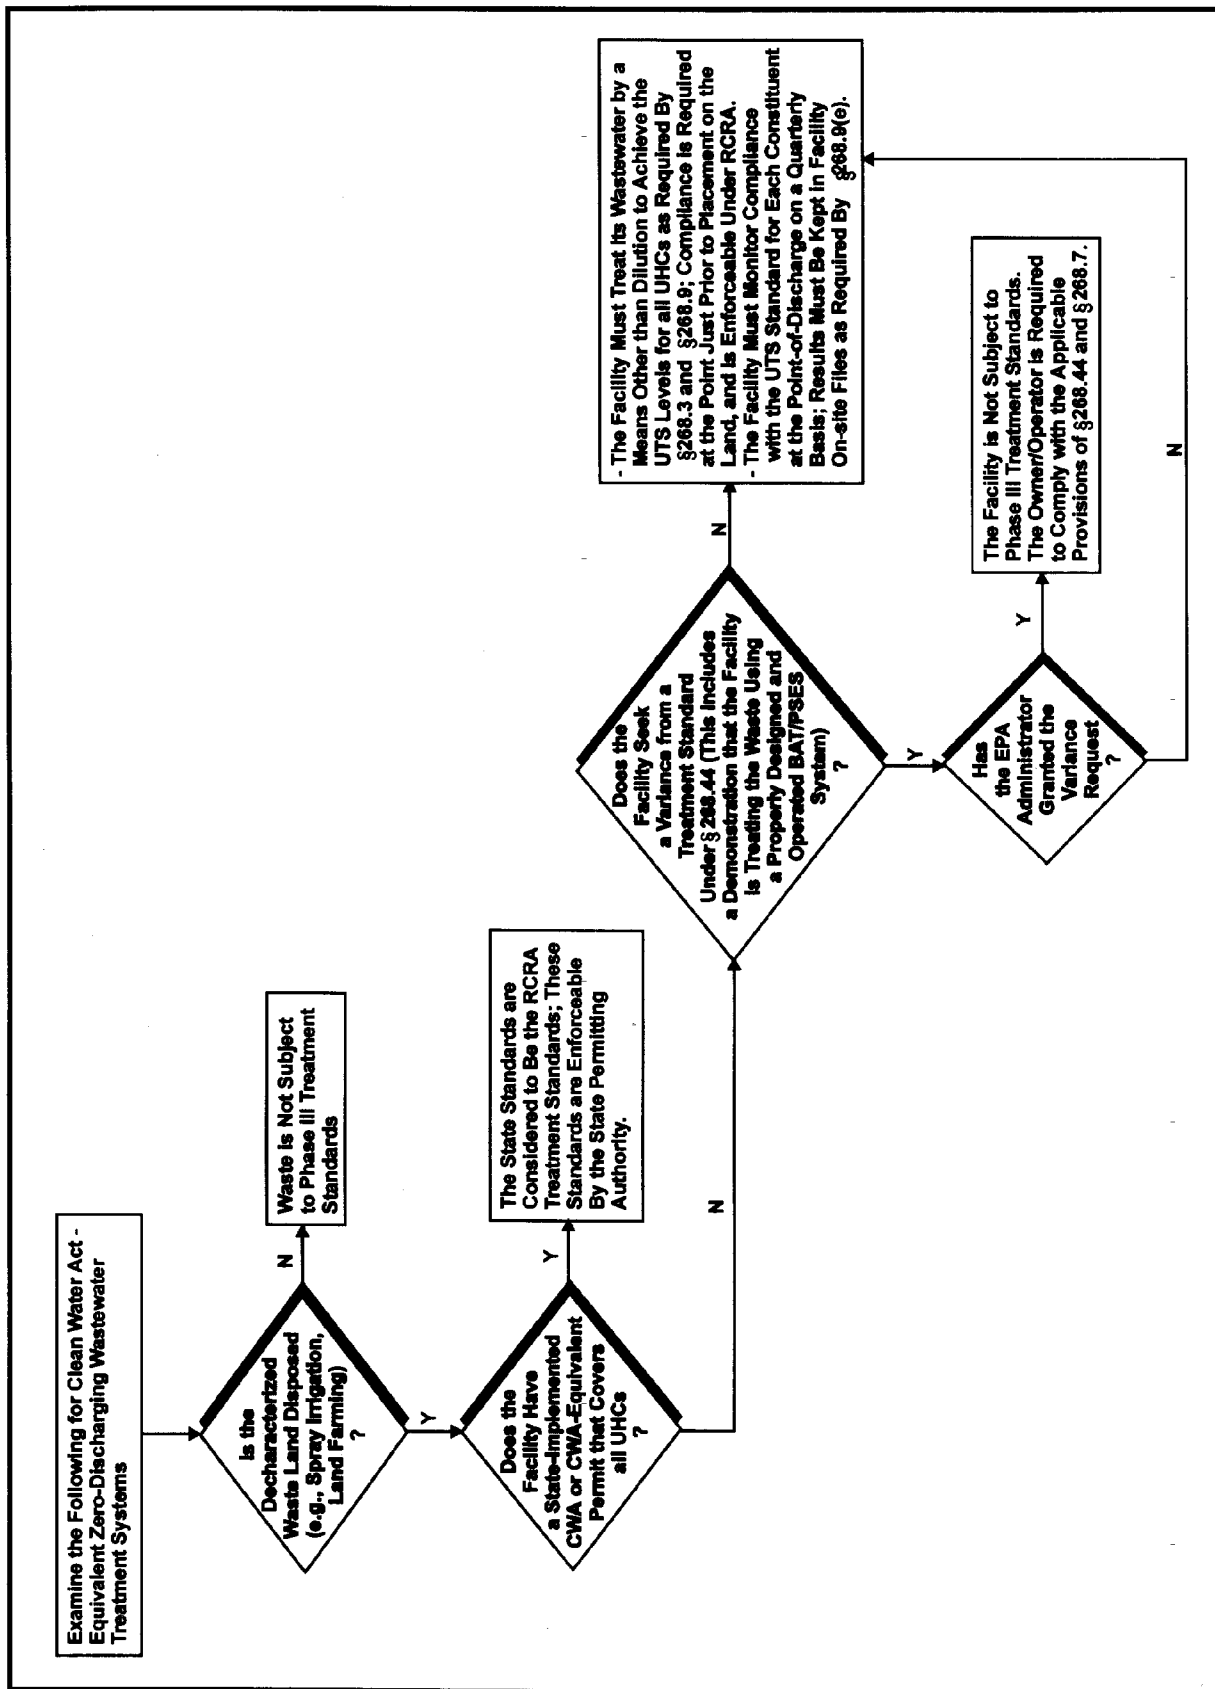 Examine the Following for Clean Water Act -
Equivalent Zero-Discharging Wastewater
Treatment Systems
Is the
Decharacterized
Waste Land Disposed
(e.g., Spray Irrigation,
Land Farming)
?
N
Waste is Not Subject
to Phase III Treatment
Standards
Y
Does the
Facility Have
a State-Implemented
CWA or CWA-Equivalent
Permit that Covers
all UHCs
?
Y
The State Standards are
Considered to Be the RCRA
Treatment Standards; These
Standards are Enforceable
By the State Permitting
Authority.
N
Does the
Facility Seek
a Variance from a
Treatment Standard
Under § 268.44 (This Includes
a Demonstration that the Facility
is Treating the Waste Using
a Properly Designed and
Operated BAT/PSES
System)
?
N
- The Facility Must Treat Its Wastewater by a
Means Other than Dilution to Achieve the
UTS Levels for all UHCs as Required By
§268.3 and §268.9; Compliance is Required
at the Point Just Prior to Placement on the
Land, and is Enforceable Under RCRA.
- The Facility Must Monitor Compliance
with the UTS Standard for Each Constituent
at the Point-of-Discharge on a Quarterly
Basis; Results Must Be Kept in Facility
On-site Files as Required By §268.9(e).
Y
Has
the EPA
Administrator
Granted the
Variance
Request
?
Y
The Facility is Not Subject to
Phase III Treatment Standards.
The Owner/Operator is Required
to Comply with the Applicable
Provisions of §268.44 and §268.7.
N